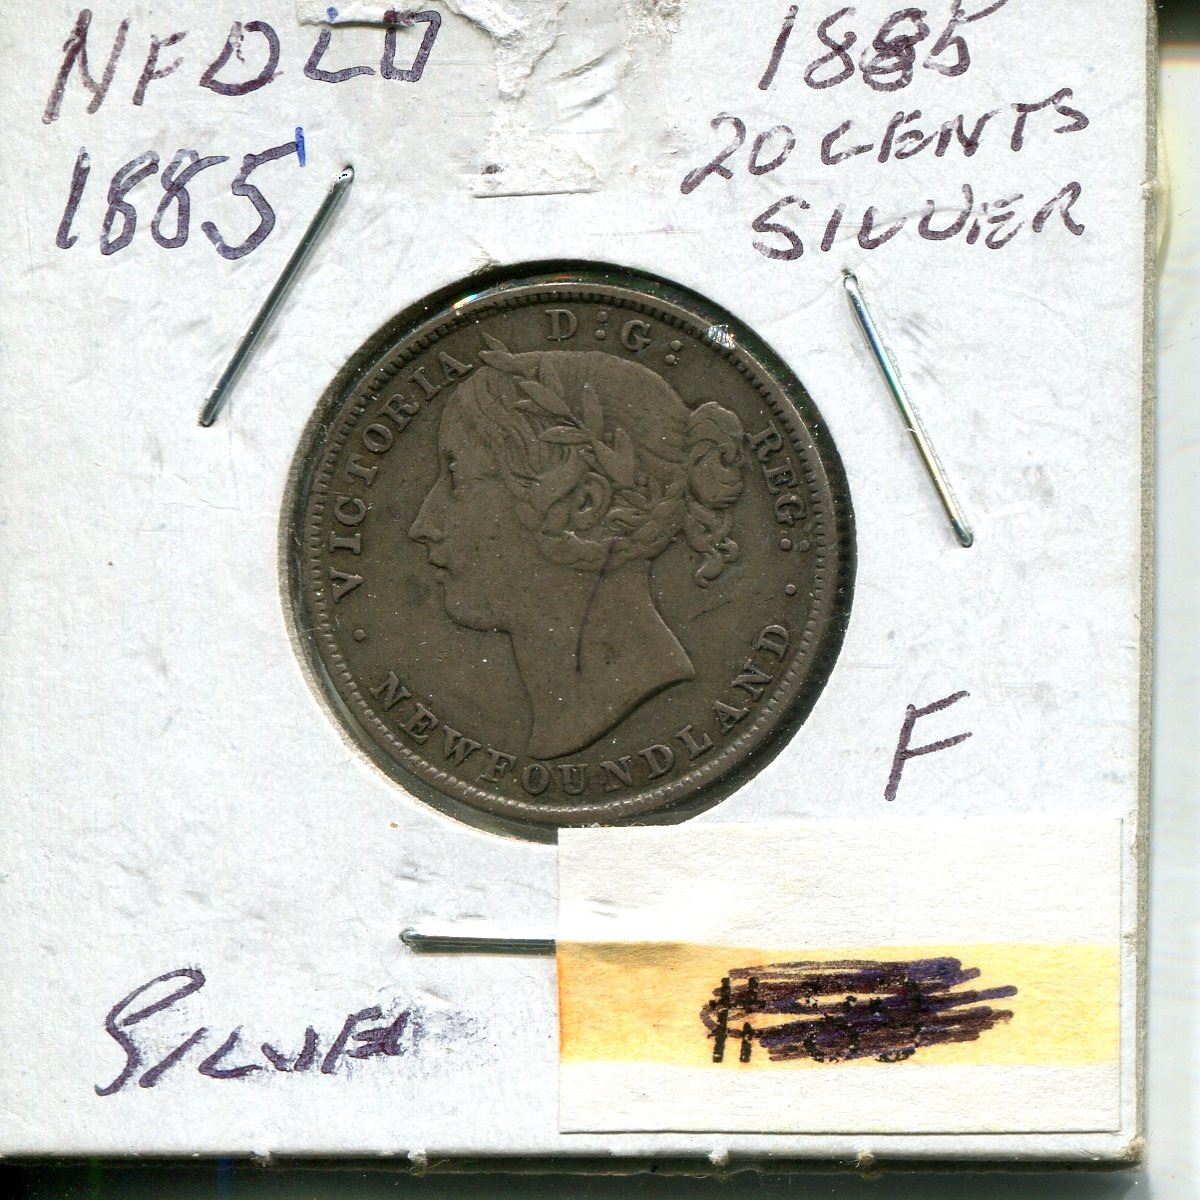 NFDLD
1885
1885
20 CENTS
SILVER
VICTORIA D:G: REG:
· NEWFOUNDLAND ·
F
SILVER
#